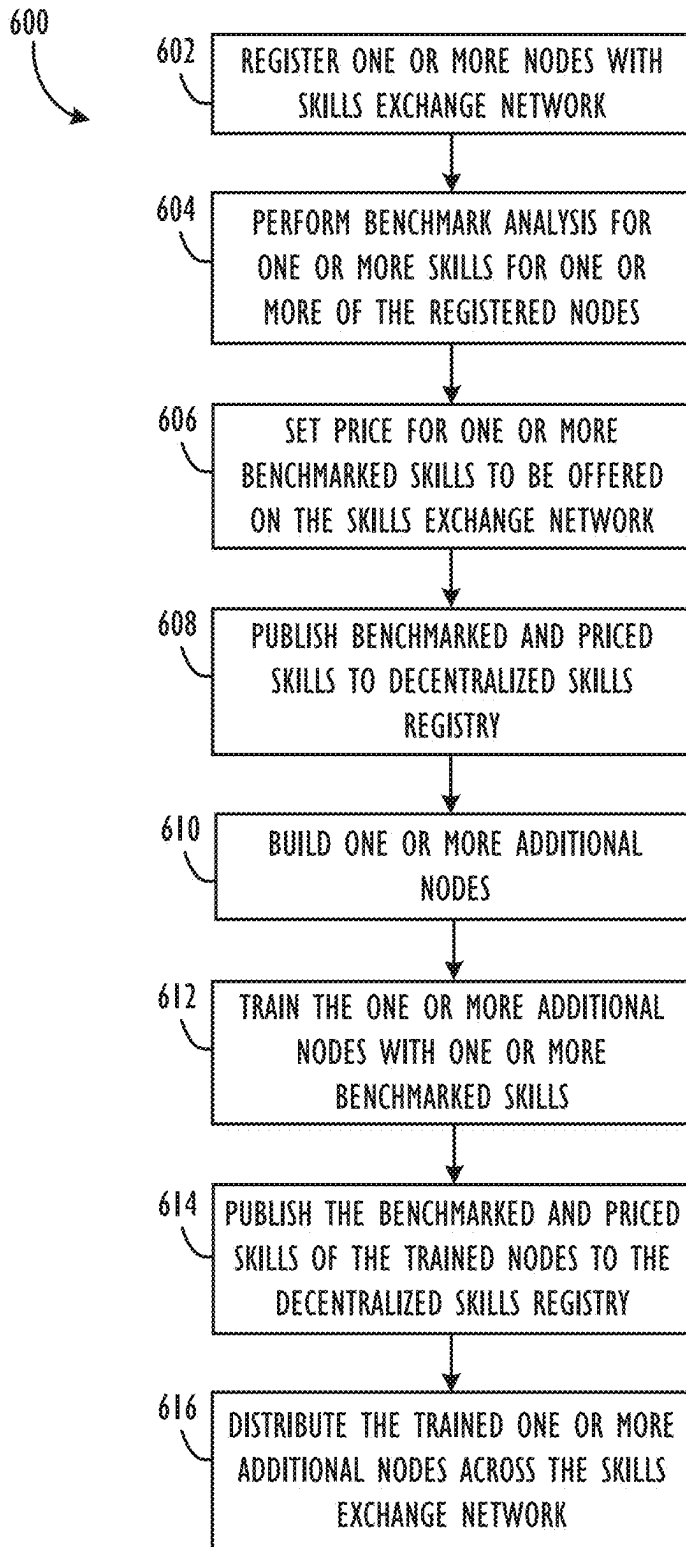 600
602
REGISTER ONE OR MORE NODES WITH
SKILLS EXCHANGE NETWORK
604
PERFORM BENCHMARK ANALYSIS FOR
ONE OR MORE SKILLS FOR ONE OR
MORE OF THE REGISTERED NODES
606
SET PRICE FOR ONE OR MORE
BENCHMARKED SKILLS TO BE OFFERED
ON THE SKILLS EXCHANGE NETWORK
608
PUBLISH BENCHMARKED AND PRICED
SKILLS TO DECENTRALIZED SKILLS
REGISTRY
610
BUILD ONE OR MORE ADDITIONAL
NODES
612
TRAIN THE ONE OR MORE ADDITIONAL
NODES WITH ONE OR MORE
BENCHMARKED SKILLS
614
PUBLISH THE BENCHMARKED AND PRICED
SKILLS OF THE TRAINED NODES TO THE
DECENTRALIZED SKILLS REGISTRY
616
DISTRIBUTE THE TRAINED ONE OR MORE
ADDITIONAL NODES ACROSS THE SKILLS
EXCHANGE NETWORK